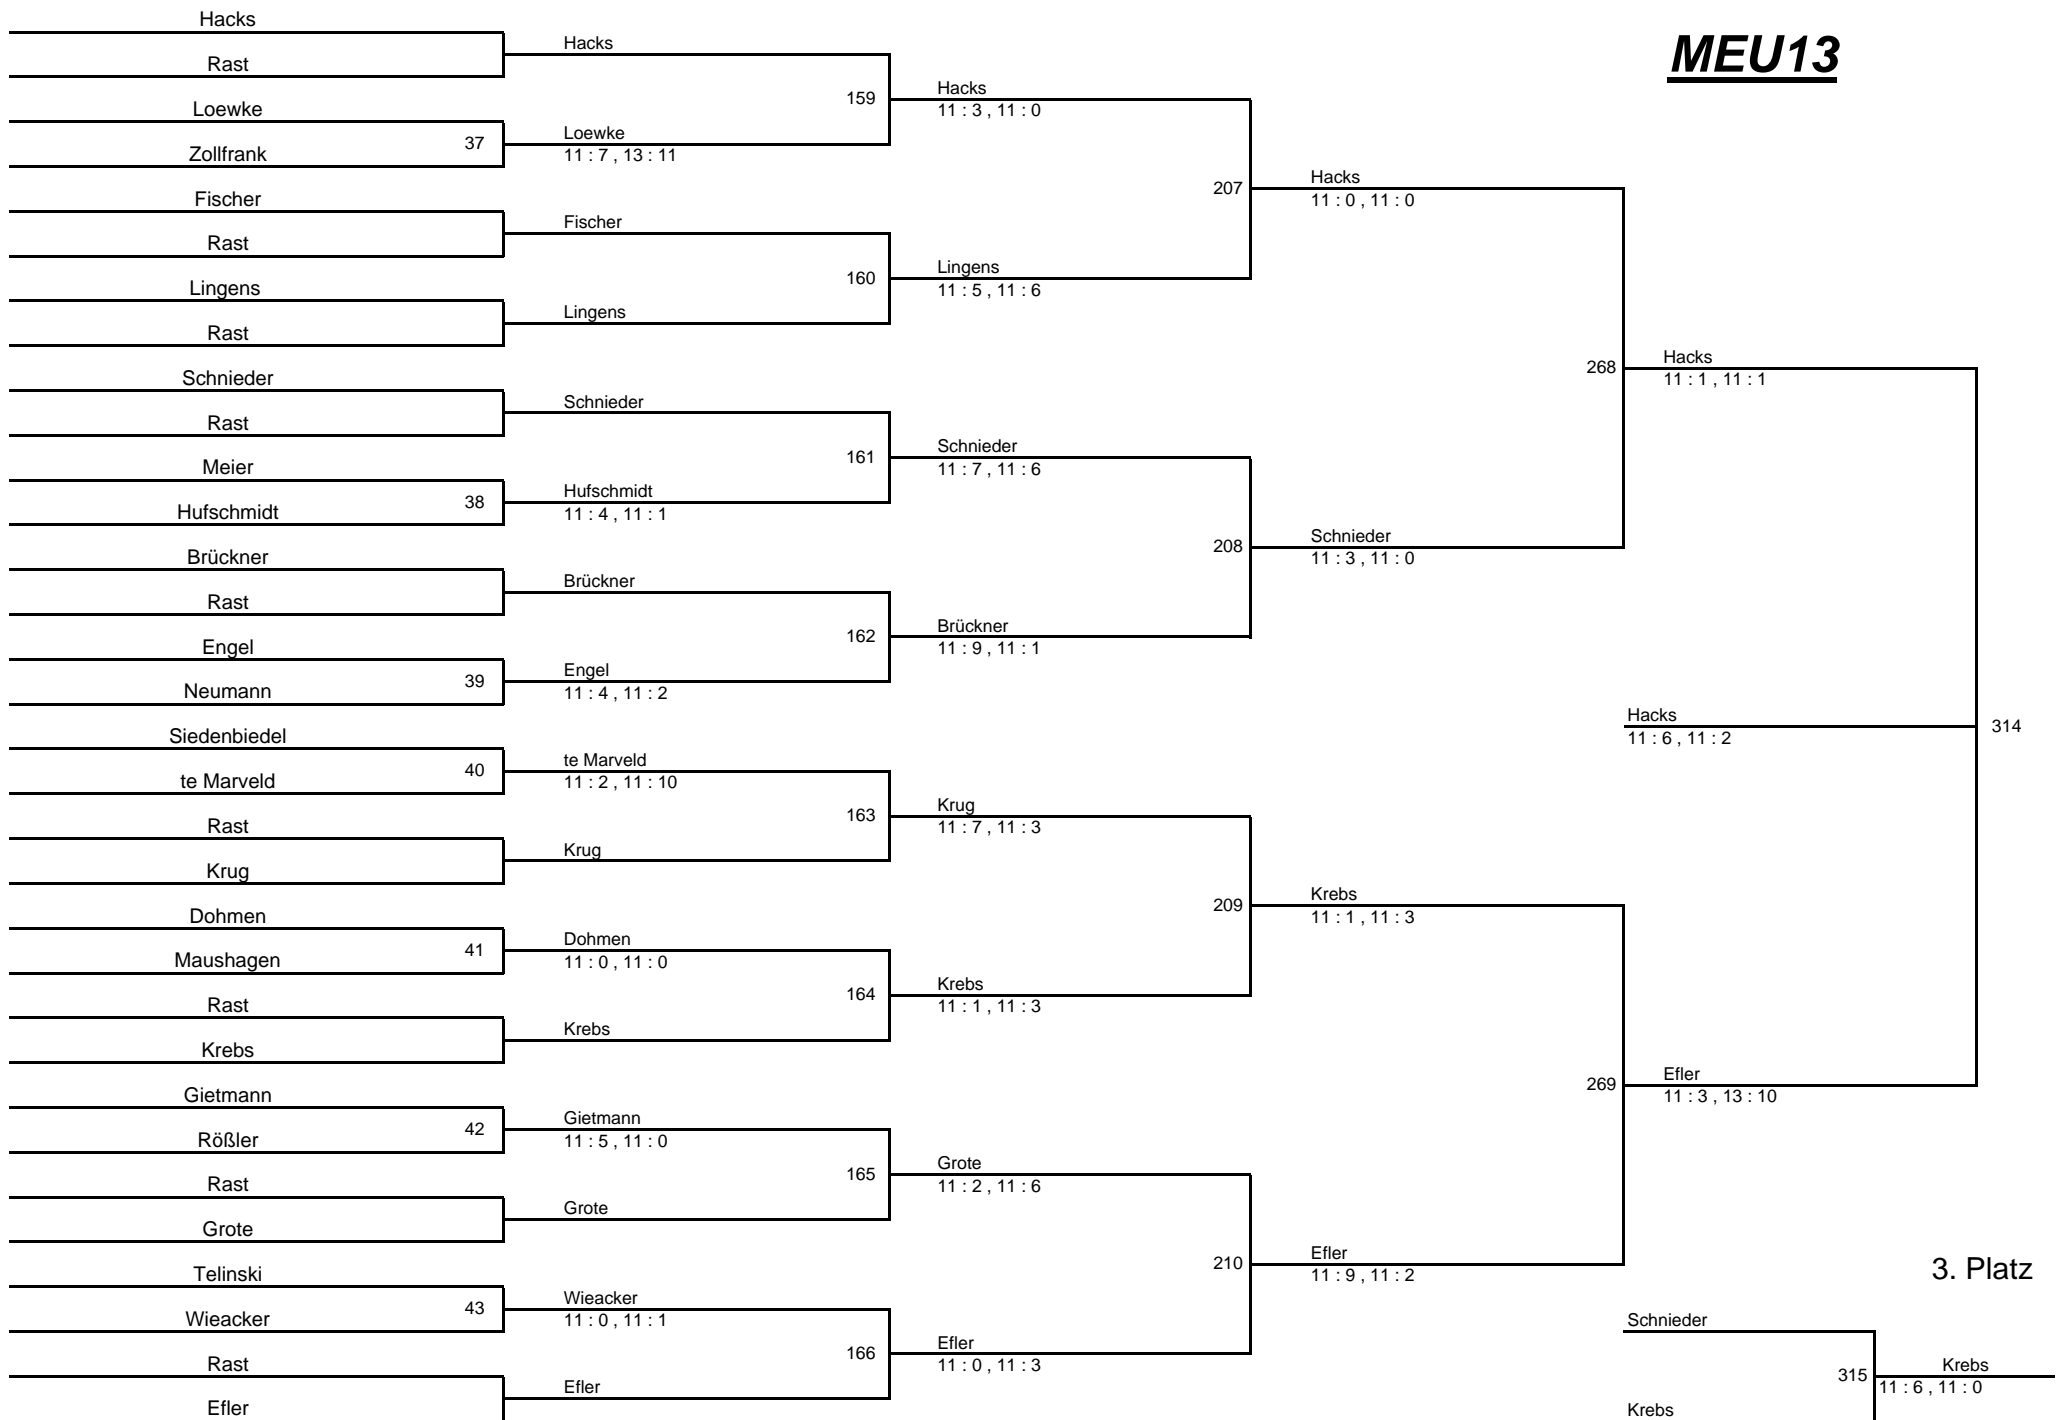 MEU13
Hacks
Rast
Loewke
Zollfrank
Fischer
Rast
Lingens
Rast
Schnieder
Rast
Meier
Hufschmidt
Brückner
Rast
Engel
Neumann
Siedenbiedel
te Marveld
Rast
Krug
Dohmen
Maushagen
Rast
Krebs
Gietmann
Rößler
Rast
Grote
Telinski
Wieacker
Rast
Efler
37
38
39
40
41
42
43
Hacks
Loewke
11 : 7 , 13 : 11
Fischer
Lingens
Schnieder
Hufschmidt
11 : 4 , 11 : 1
Brückner
Engel
11 : 4 , 11 : 2
te Marveld
11 : 2 , 11 : 10
Krug
Dohmen
11 : 0 , 11 : 0
Krebs
Gietmann
11 : 5 , 11 : 0
Grote
Wieacker
11 : 0 , 11 : 1
Efler
159
160
161
162
163
164
165
166
Hacks
11 : 3 , 11 : 0
Lingens
11 : 5 , 11 : 6
Schnieder
11 : 7 , 11 : 6
Brückner
11 : 9 , 11 : 1
Krug
11 : 7 , 11 : 3
Krebs
11 : 1 , 11 : 3
Grote
11 : 2 , 11 : 6
Efler
11 : 0 , 11 : 3
207
208
209
210
Hacks
11 : 0 , 11 : 0
Schnieder
11 : 3 , 11 : 0
Krebs
11 : 1 , 11 : 3
Efler
11 : 9 , 11 : 2
268
269
Hacks
11 : 1 , 11 : 1
Hacks
11 : 6 , 11 : 2
314
Efler
11 : 3 , 13 : 10
3. Platz
Schnieder
315
Krebs
11 : 6 , 11 : 0
Krebs